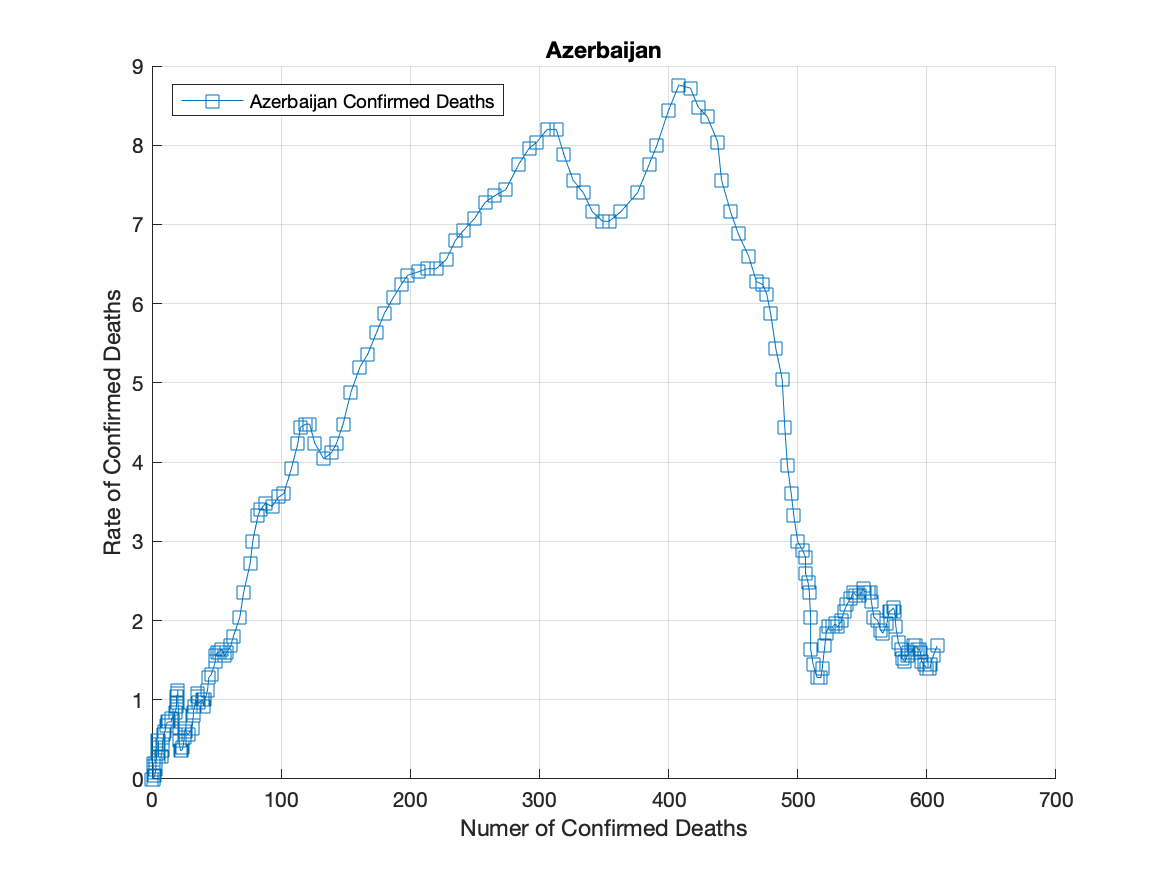 Azerbaijan
Azerbaijan Confirmed Deaths
9
8
7
6
5
4
3
2
1
0
Rate of Confirmed Deaths
0 100 200 300 400 500 600 700
Numer of Confirmed Deaths